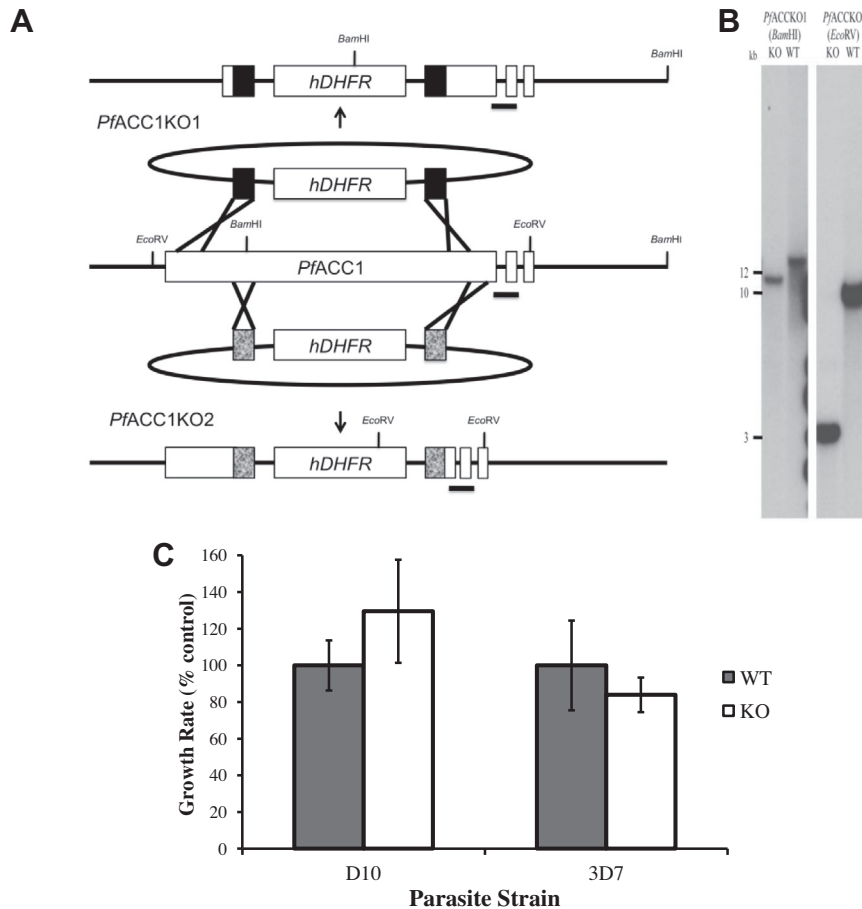 A
BamHI
BamHI
hDHFR
PfACC1KO1
hDHFR
EcoRV
BamHI
EcoRV
BamHI
PfACC1
hDHFR
PfACC1KO2
EcoRV
EcoRV
hDHFR
B
PfACCKO1
(BamHI)
kb KO WT
PfACCKO
(EcoRV)
KO WT
12
10
3
C
160
140
120
100
80
60
40
20
0
Growth Rate (% control)
D10
3D7
Parasite Strain
WT
KO